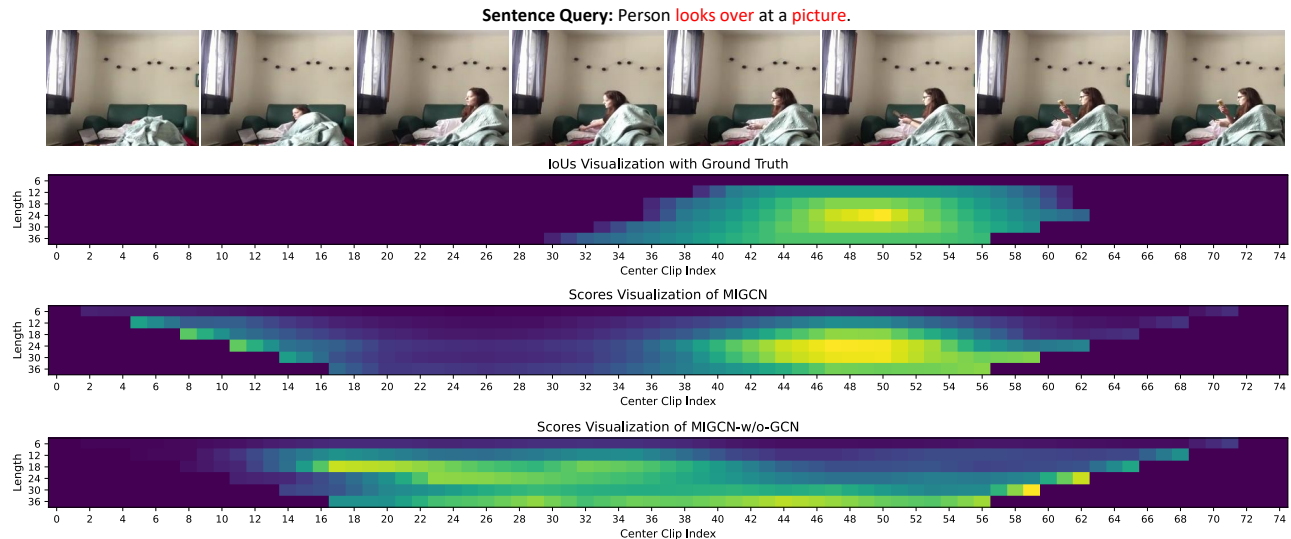 Sentence Query: Person looks over at a picture.
IoUs Visualization with Ground Truth
Length
6
12
18
24
30
36
0 2 4 6 8 10 12 14 16 18 20 22 24 26 28 30 32 34 36 38 40 42 44 46 48 50 52 54 56 58 60 62 64 66 68 70 72 74
Center Clip Index
Scores Visualization of MIGCN
Length
6
12
18
24
30
36
0 2 4 6 8 10 12 14 16 18 20 22 24 26 28 30 32 34 36 38 40 42 44 46 48 50 52 54 56 58 60 62 64 66 68 70 72 74
Center Clip Index
Scores Visualization of MIGCN-w/o-GCN
Length
6
12
18
24
30
36
0 2 4 6 8 10 12 14 16 18 20 22 24 26 28 30 32 34 36 38 40 42 44 46 48 50 52 54 56 58 60 62 64 66 68 70 72 74
Center Clip Index